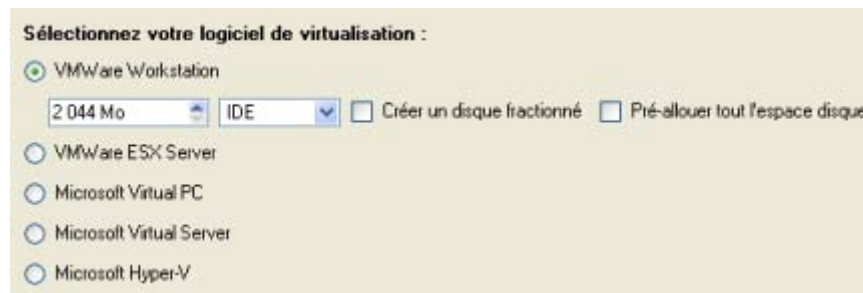 Sélectionnez votre logiciel de virtualisation :
VMWare Workstation
2 044 Mo IDE Créer un disque fractionné Pré-allouer tout l'espace disque
VMWare ESX Server
Microsoft Virtual PC
Microsoft Virtual Server
Microsoft Hyper-V